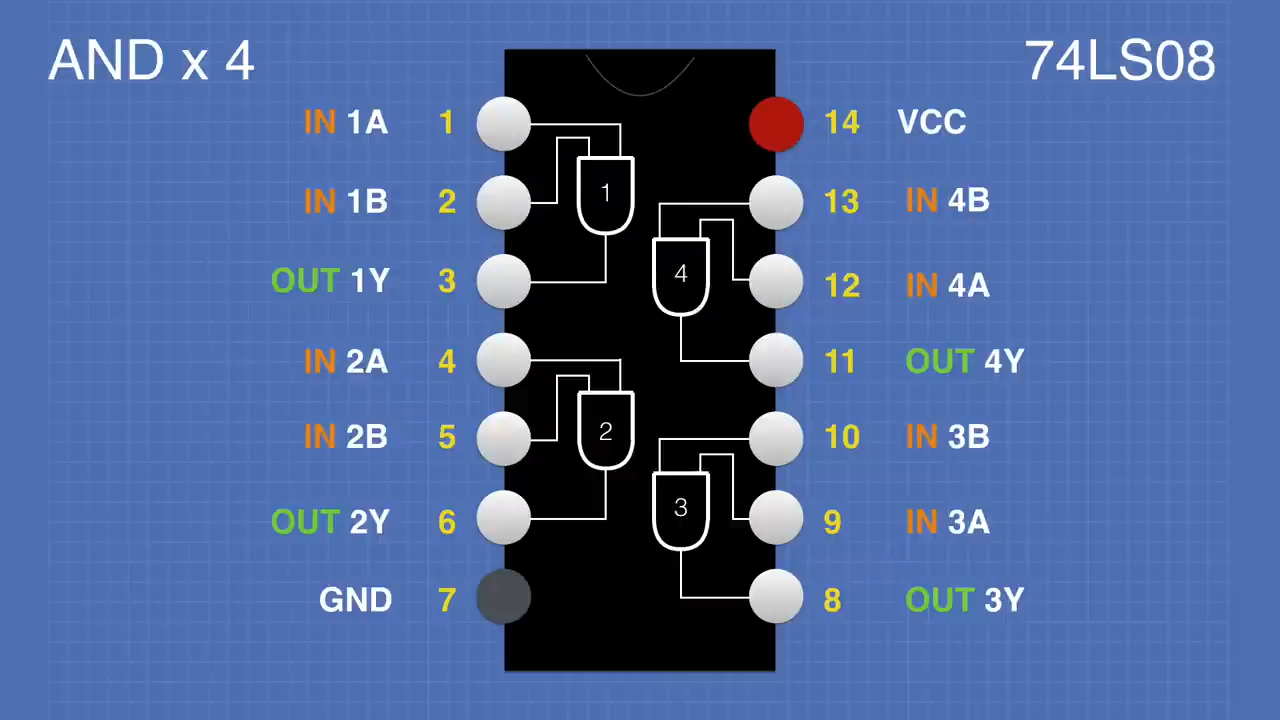 AND x 4
74LS08
IN 1A 1
IN 1B 2
OUT 1Y 3
IN 2A 4
IN 2B 5
OUT 2Y 6
GND 7
1
2
4
3
14 VCC
13 IN 4B
12 IN 4A
11 OUT 4Y
10 IN 3B
9 IN 3A
8 OUT 3Y